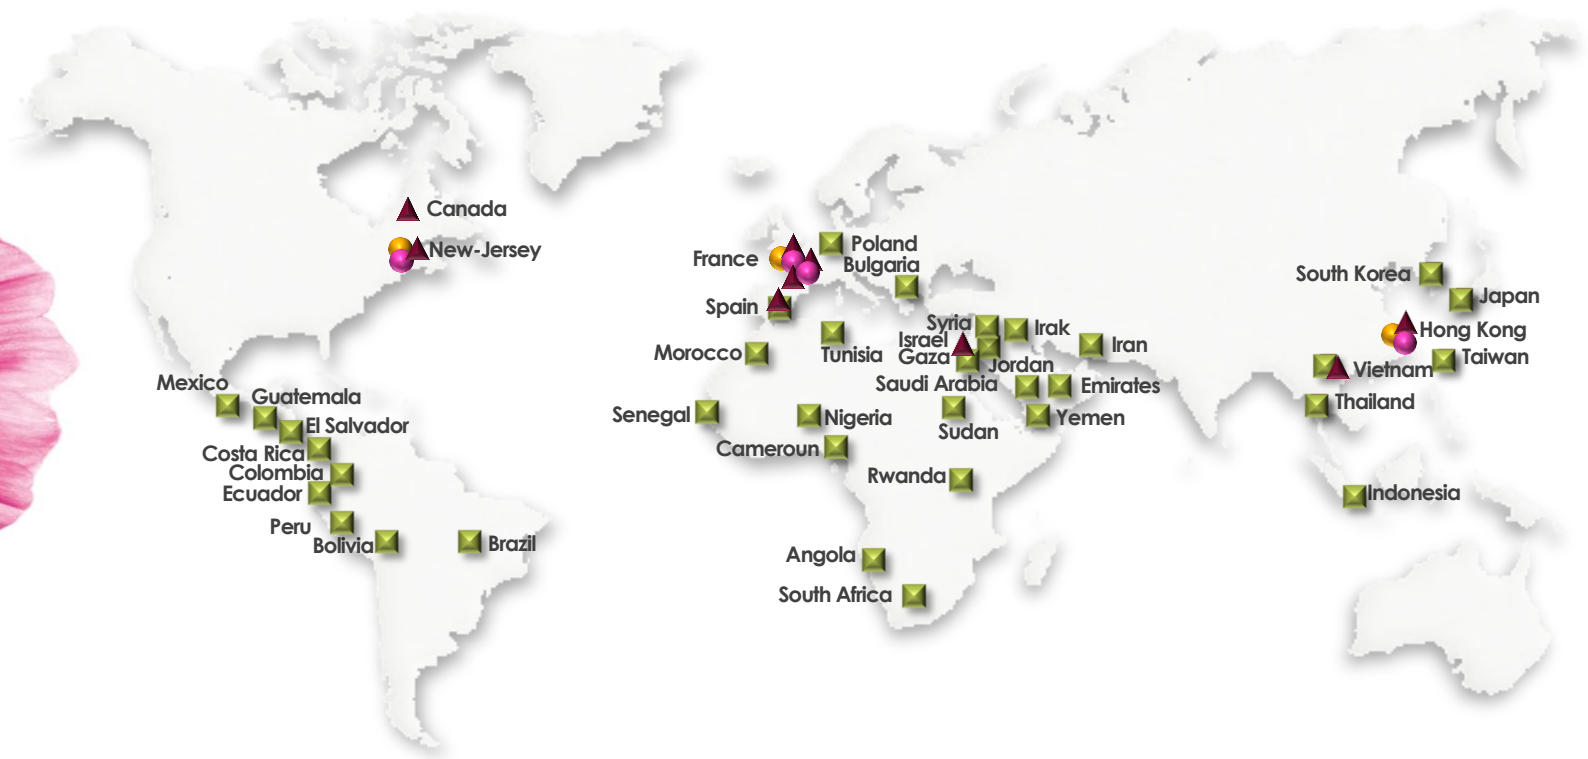 Canada
New-Jersey
France
Poland
Bulgaria
Spain
South Korea
Japan
Hong Kong
Taiwan
Vietnam
Thailand
Indonesia
Syria
Irak
Iran
Israel
Gaza
Jordan
Saudi Arabia
Emirates
Yemen
Tunisia
Morocco
Senegal
Nigeria
Sudan
Cameroun
Rwanda
Angola
South Africa
Mexico
Guatemala
El Salvador
Costa Rica
Colombia
Ecuador
Peru
Bolivia
Brazil